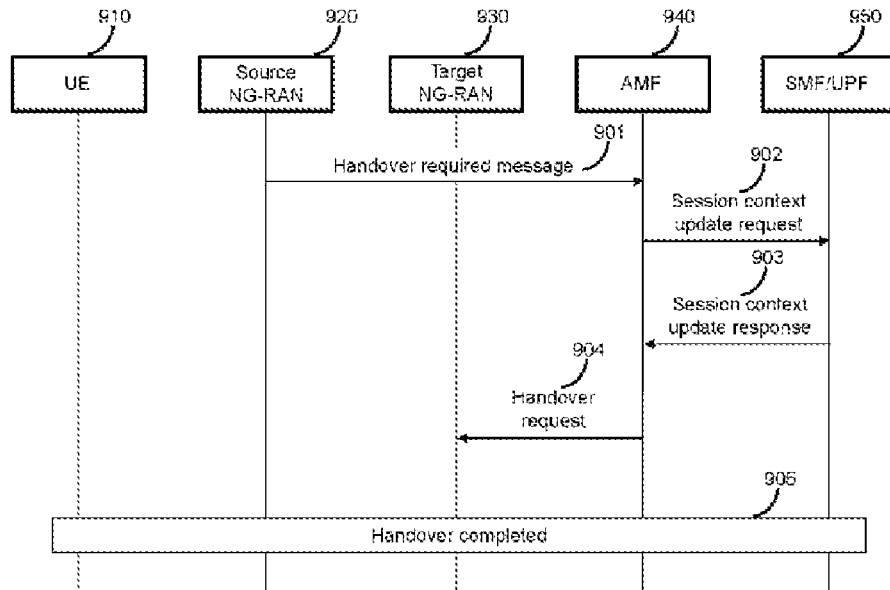 910
920
930
940
950
UE
Source
NG-RAN
Target
NG-RAN
AMF
SMF/UPF
901
Handover required message
902
Session context
update request
903
Session context
update response
904
Handover
request
905
Handover completed